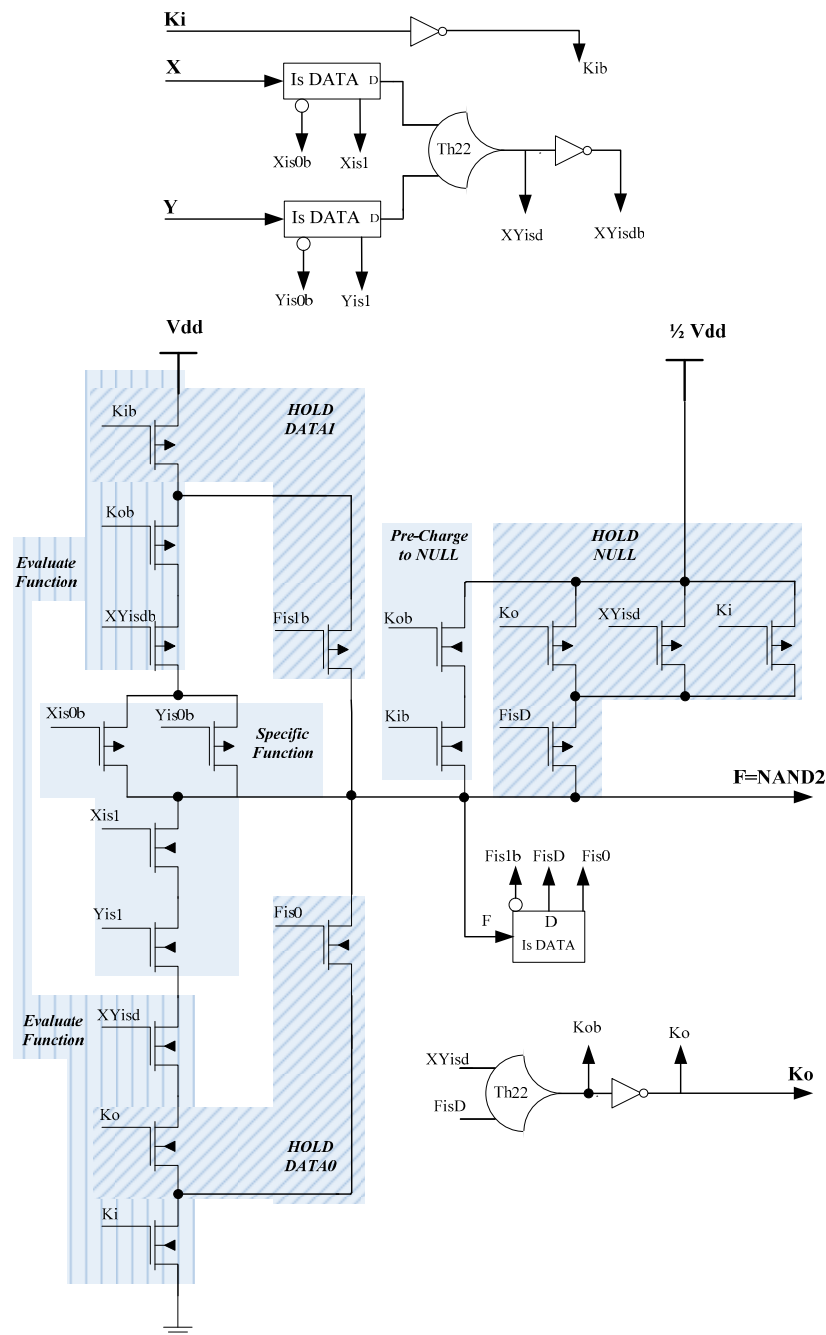 Ki
Kib
X
Is DATA D
Xis0b
Xis1
Th22
XYisd
XYisdb
Y
Is DATA D
Yis0b
Yis1
Vdd
½ Vdd
Kib
HOLD
DATA1
Kob
Evaluate
Function
XYisdb
Fis1b
Pre-Charge
to NULL
HOLD
NULL
Kob
Ko
XYisd
Ki
Kib
FisD
Xis0b
Yis0b
Specific
Function
F=NAND2
Xis1
Yis1
Fis1b
FisD
Fis0
F
D
Is DATA
Fis0
Evaluate
Function
XYisd
Ko
HOLD
DATA0
Ki
XYisd
FisD
Th22
Kob
Ko
Ko